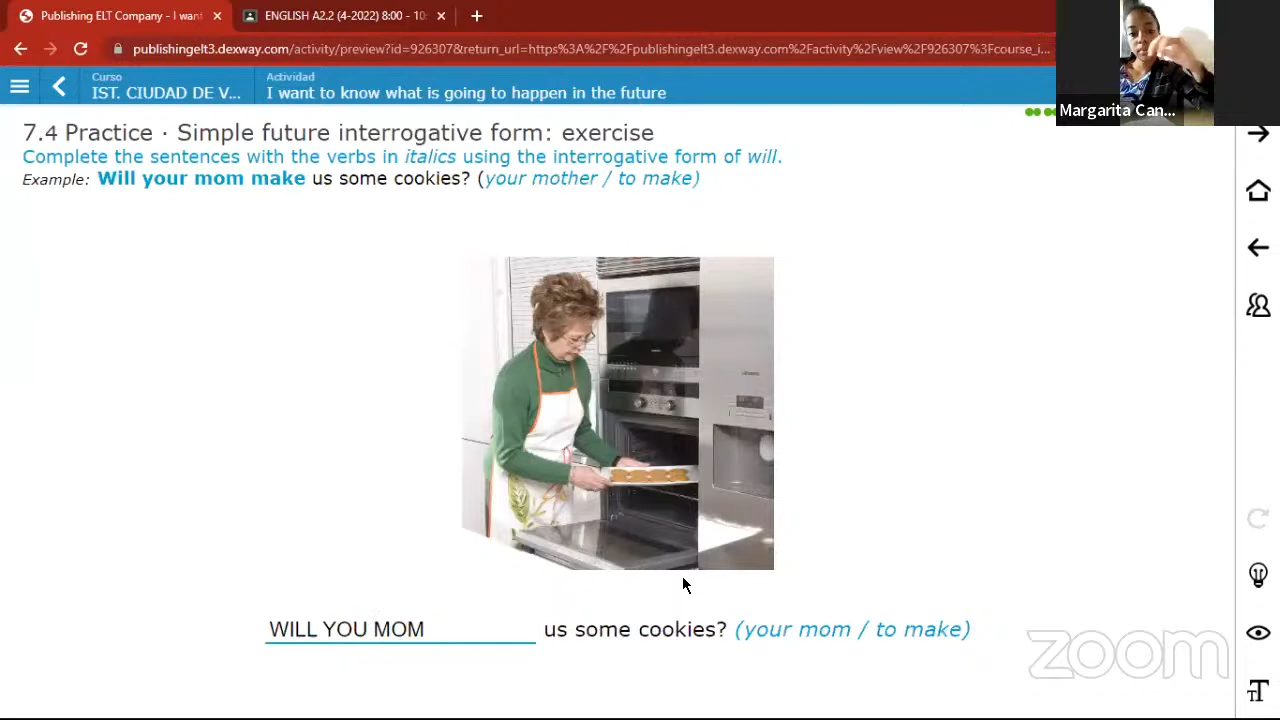 Publishing ELT Company - I want
ENGLISH A2.2 (4-2022) 8:00 - 10:
publishingelt3.dexway.com/activity/preview?id=926307&return_url=https%3A%2F%2Fpublishingelt3.dexway.com%2Factivity%2Fview%2F926307%3Fcourse_i...
Curso
IST. CIUDAD DE V...
Actividad
I want to know what is going to happen in the future
Margarita Can...
7.4 Practice · Simple future interrogative form: exercise
Complete the sentences with the verbs in italics using the interrogative form of will.
Example: Will your mom make us some cookies? (your mother / to make)
WILL YOU MOM us some cookies? (your mom / to make)
zoom
TT